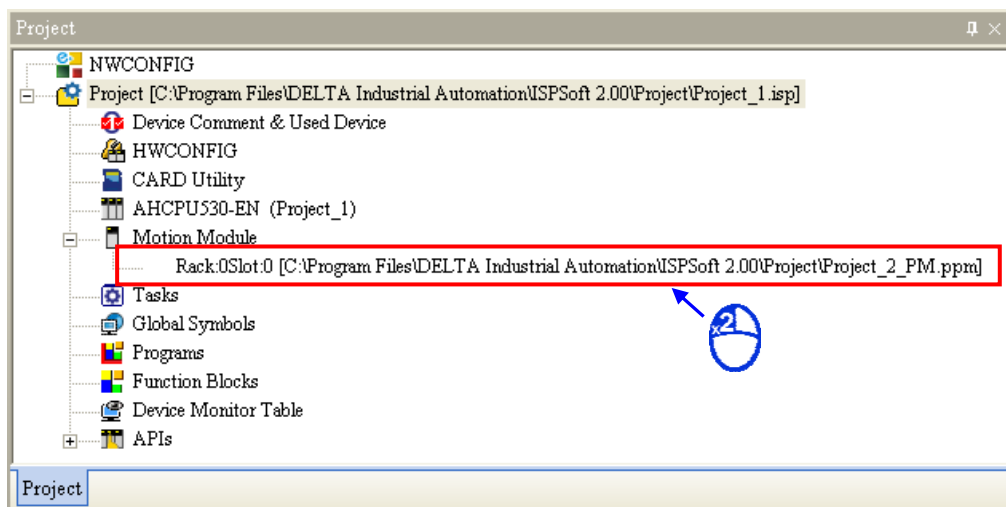 Project
NWCONFIG
Project [C:\Program Files\DELTA Industrial Automation\ISPSoft 2.00\Project\Project_1.isp]
Device Comment & Used Device
HWCONFIG
CARD Utility
AHCPU530-EN (Project_1)
Motion Module
Rack:0Slot:0 [C:\Program Files\DELTA Industrial Automation\ISPSoft 2.00\Project\Project_2_PM.ppm]
Tasks
Global Symbols
x2
Programs
Function Blocks
Device Monitor Table
APIs
Project